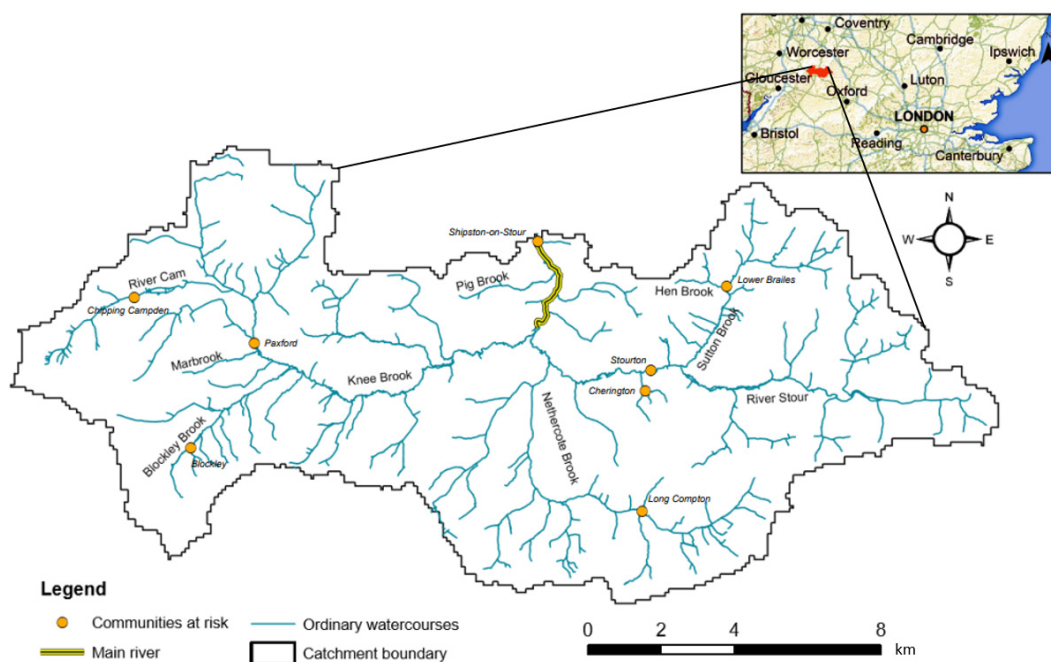 Coventry
Worcester
Cambridge
Ipswich
Gloucester
Luton
Oxford
LONDON
Bristol
Reading
Canterbury
N
W
E
S
Shipston-on-Stour
River Cam
Pig Brook
Hen Brook
Lower Brailes
Chipping Campden
Paxford
Sutton Brook
Marbrook
Stourton
Knee Brook
Cherington
River Stour
Nethercote Brook
Blockley Brook
Blockley
Long Compton
Legend
Communities at risk
Ordinary watercourses
Main river
Catchment boundary
0 2 4 8
km